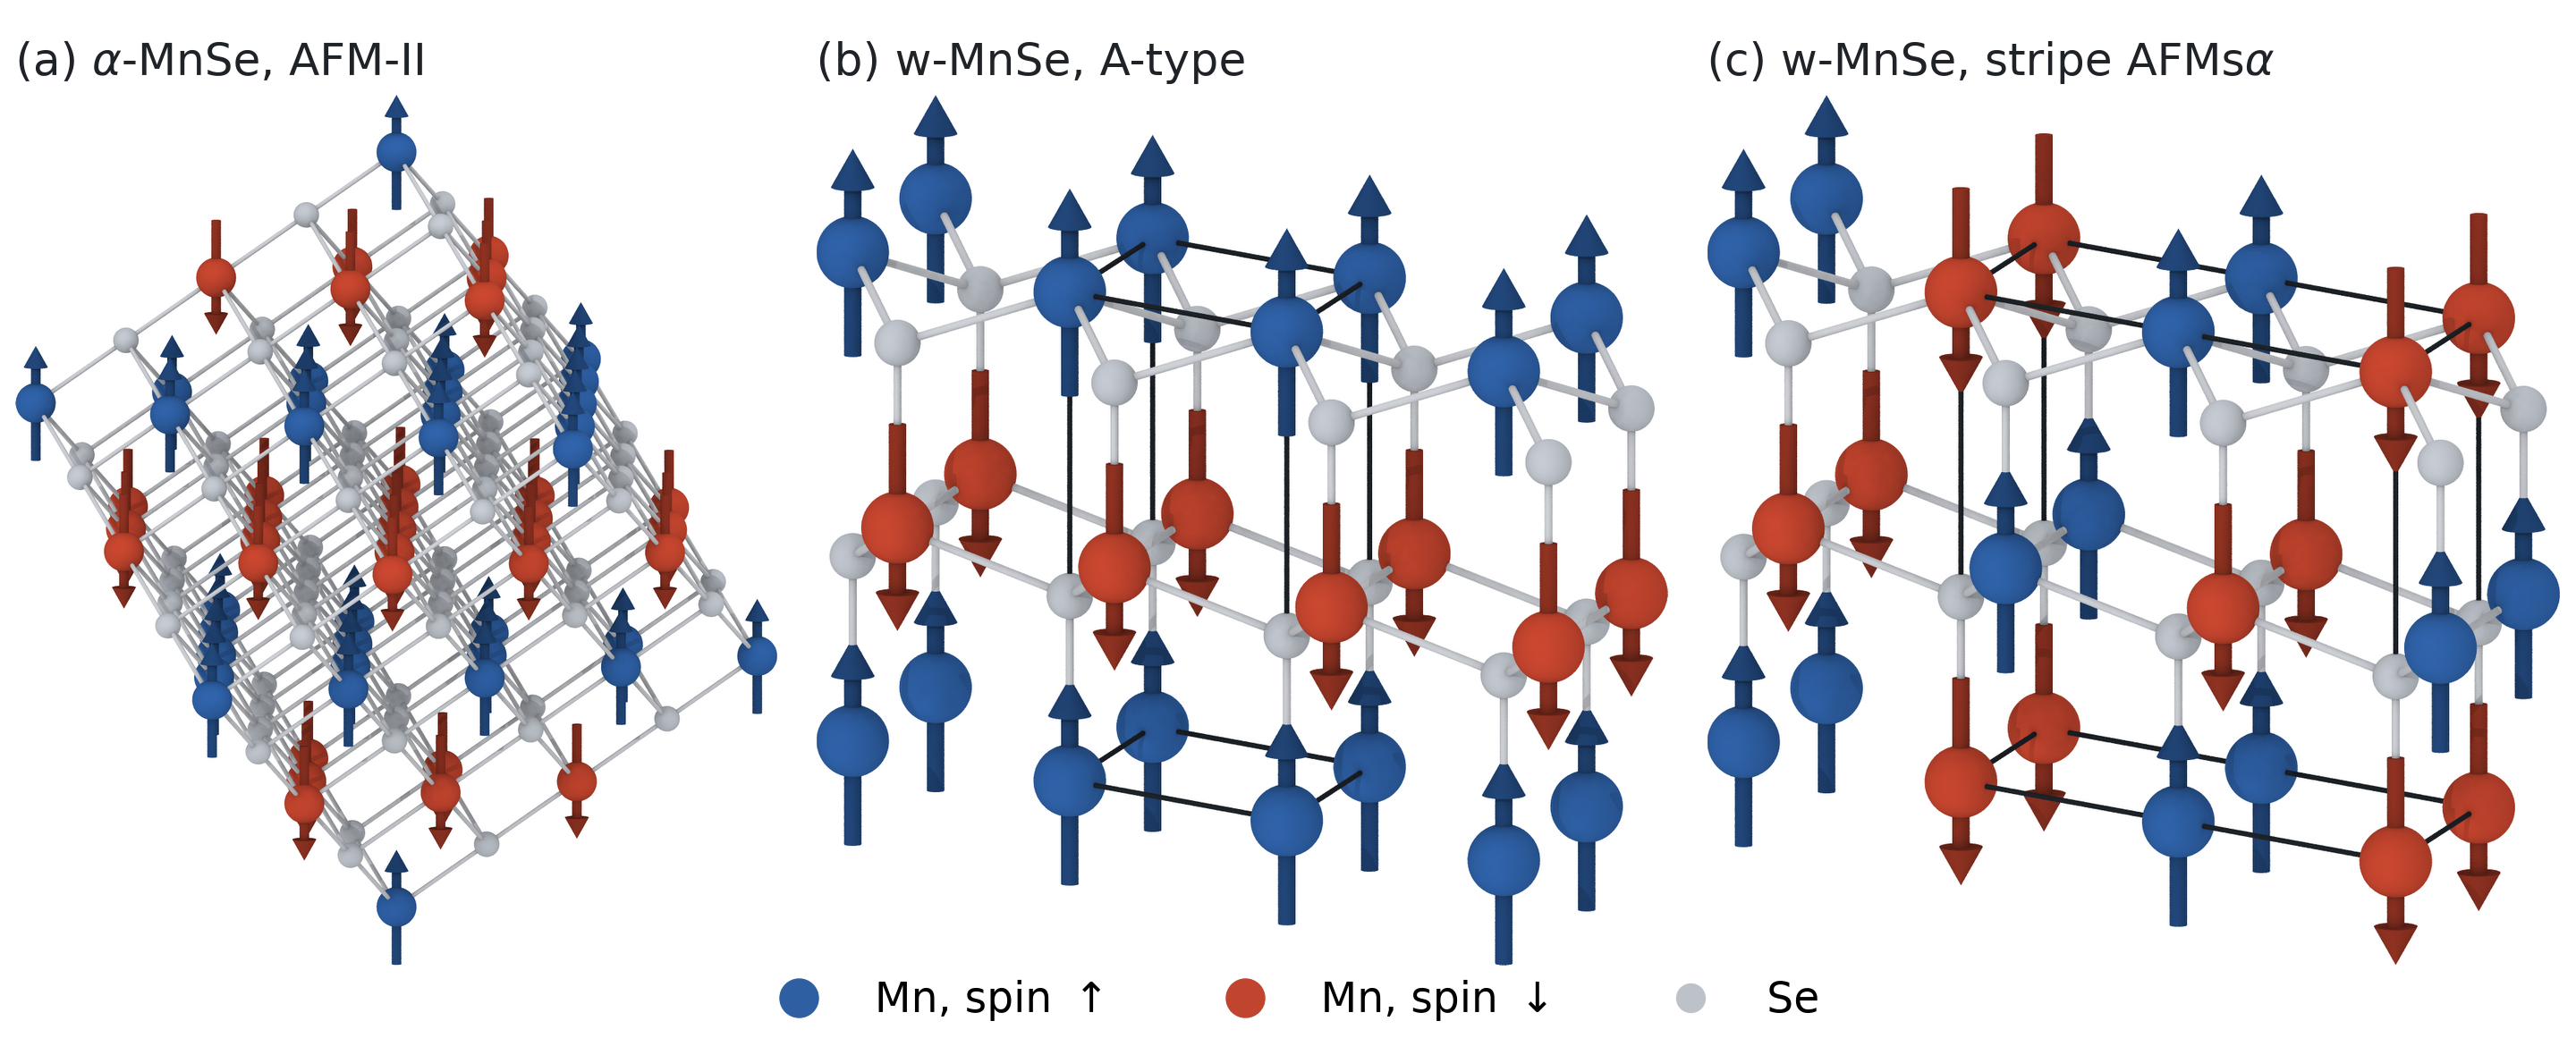 (a) α-MnSe, AFM-II
(b) w-MnSe, A-type
(c) w-MnSe, stripe AFMsα
Mn, spin ↑
Mn, spin ↓
Se